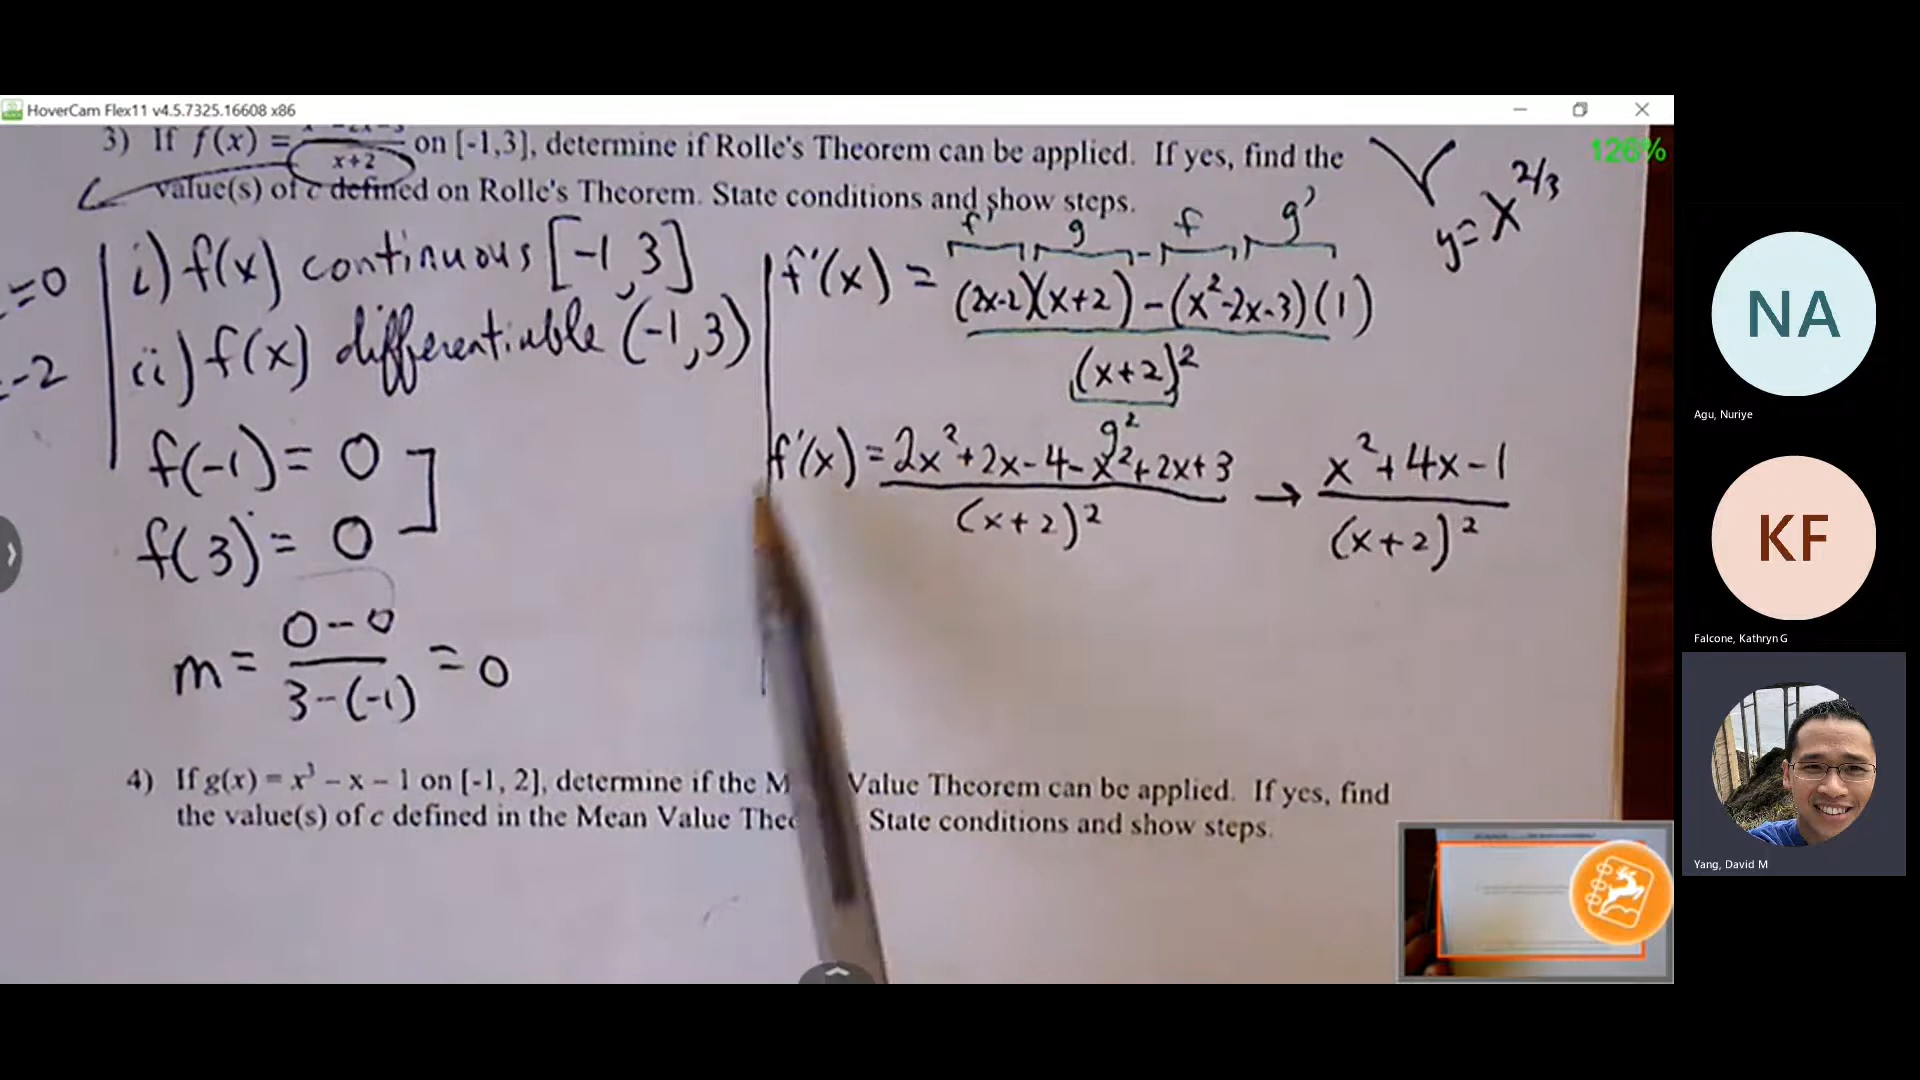 HoverCam Flex11 v4.5.7325.16608 x86
126%
3) If f(x) = x+2 on [-1,3], determine if Rolle's Theorem can be applied. If yes, find the
value(s) of c defined on Rolle's Theorem. State conditions and show steps.
y = x^2/3
=0
-2
i) f(x) continuous [-1, 3]
ii) f(x) differentiable (-1, 3)
f(-1) = 0
f(3) = 0
m = 0-0 / 3-(-1) = 0
f' g - f g'
f'(x) = (2x-2)(x+2) - (x²-2x-3)(1)
(x+2)²
g²
f'(x) = 2x²+2x-4-x²+2x+3 → x²+4x-1
(x+2)² (x+2)²
4) If g(x) = x³ − x − 1 on [-1, 2], determine if the M Value Theorem can be applied. If yes, find
the value(s) of c defined in the Mean Value Theo State conditions and show steps.
NA
Agu, Nuriye
KF
Falcone, Kathryn G
Yang, David M